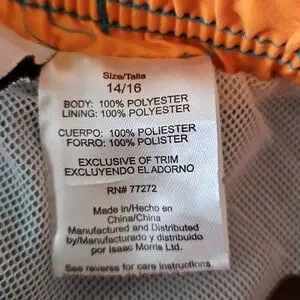 Size/Talla
14/16
BODY: 100% POLYESTER
LINING: 100% POLYESTER
CUERPO: 100% POLIESTER
FORRO: 100% POLISTER
EXCLUSIVE OF TRIM
EXCLUYENDO EL ADORNO
RN# 77272
Made in/Hecho en
China/China
Manufactured and Distributed
by/Manufacturado y distribuido
por Isaac Morris Ltd.
See reverse for care instructions.